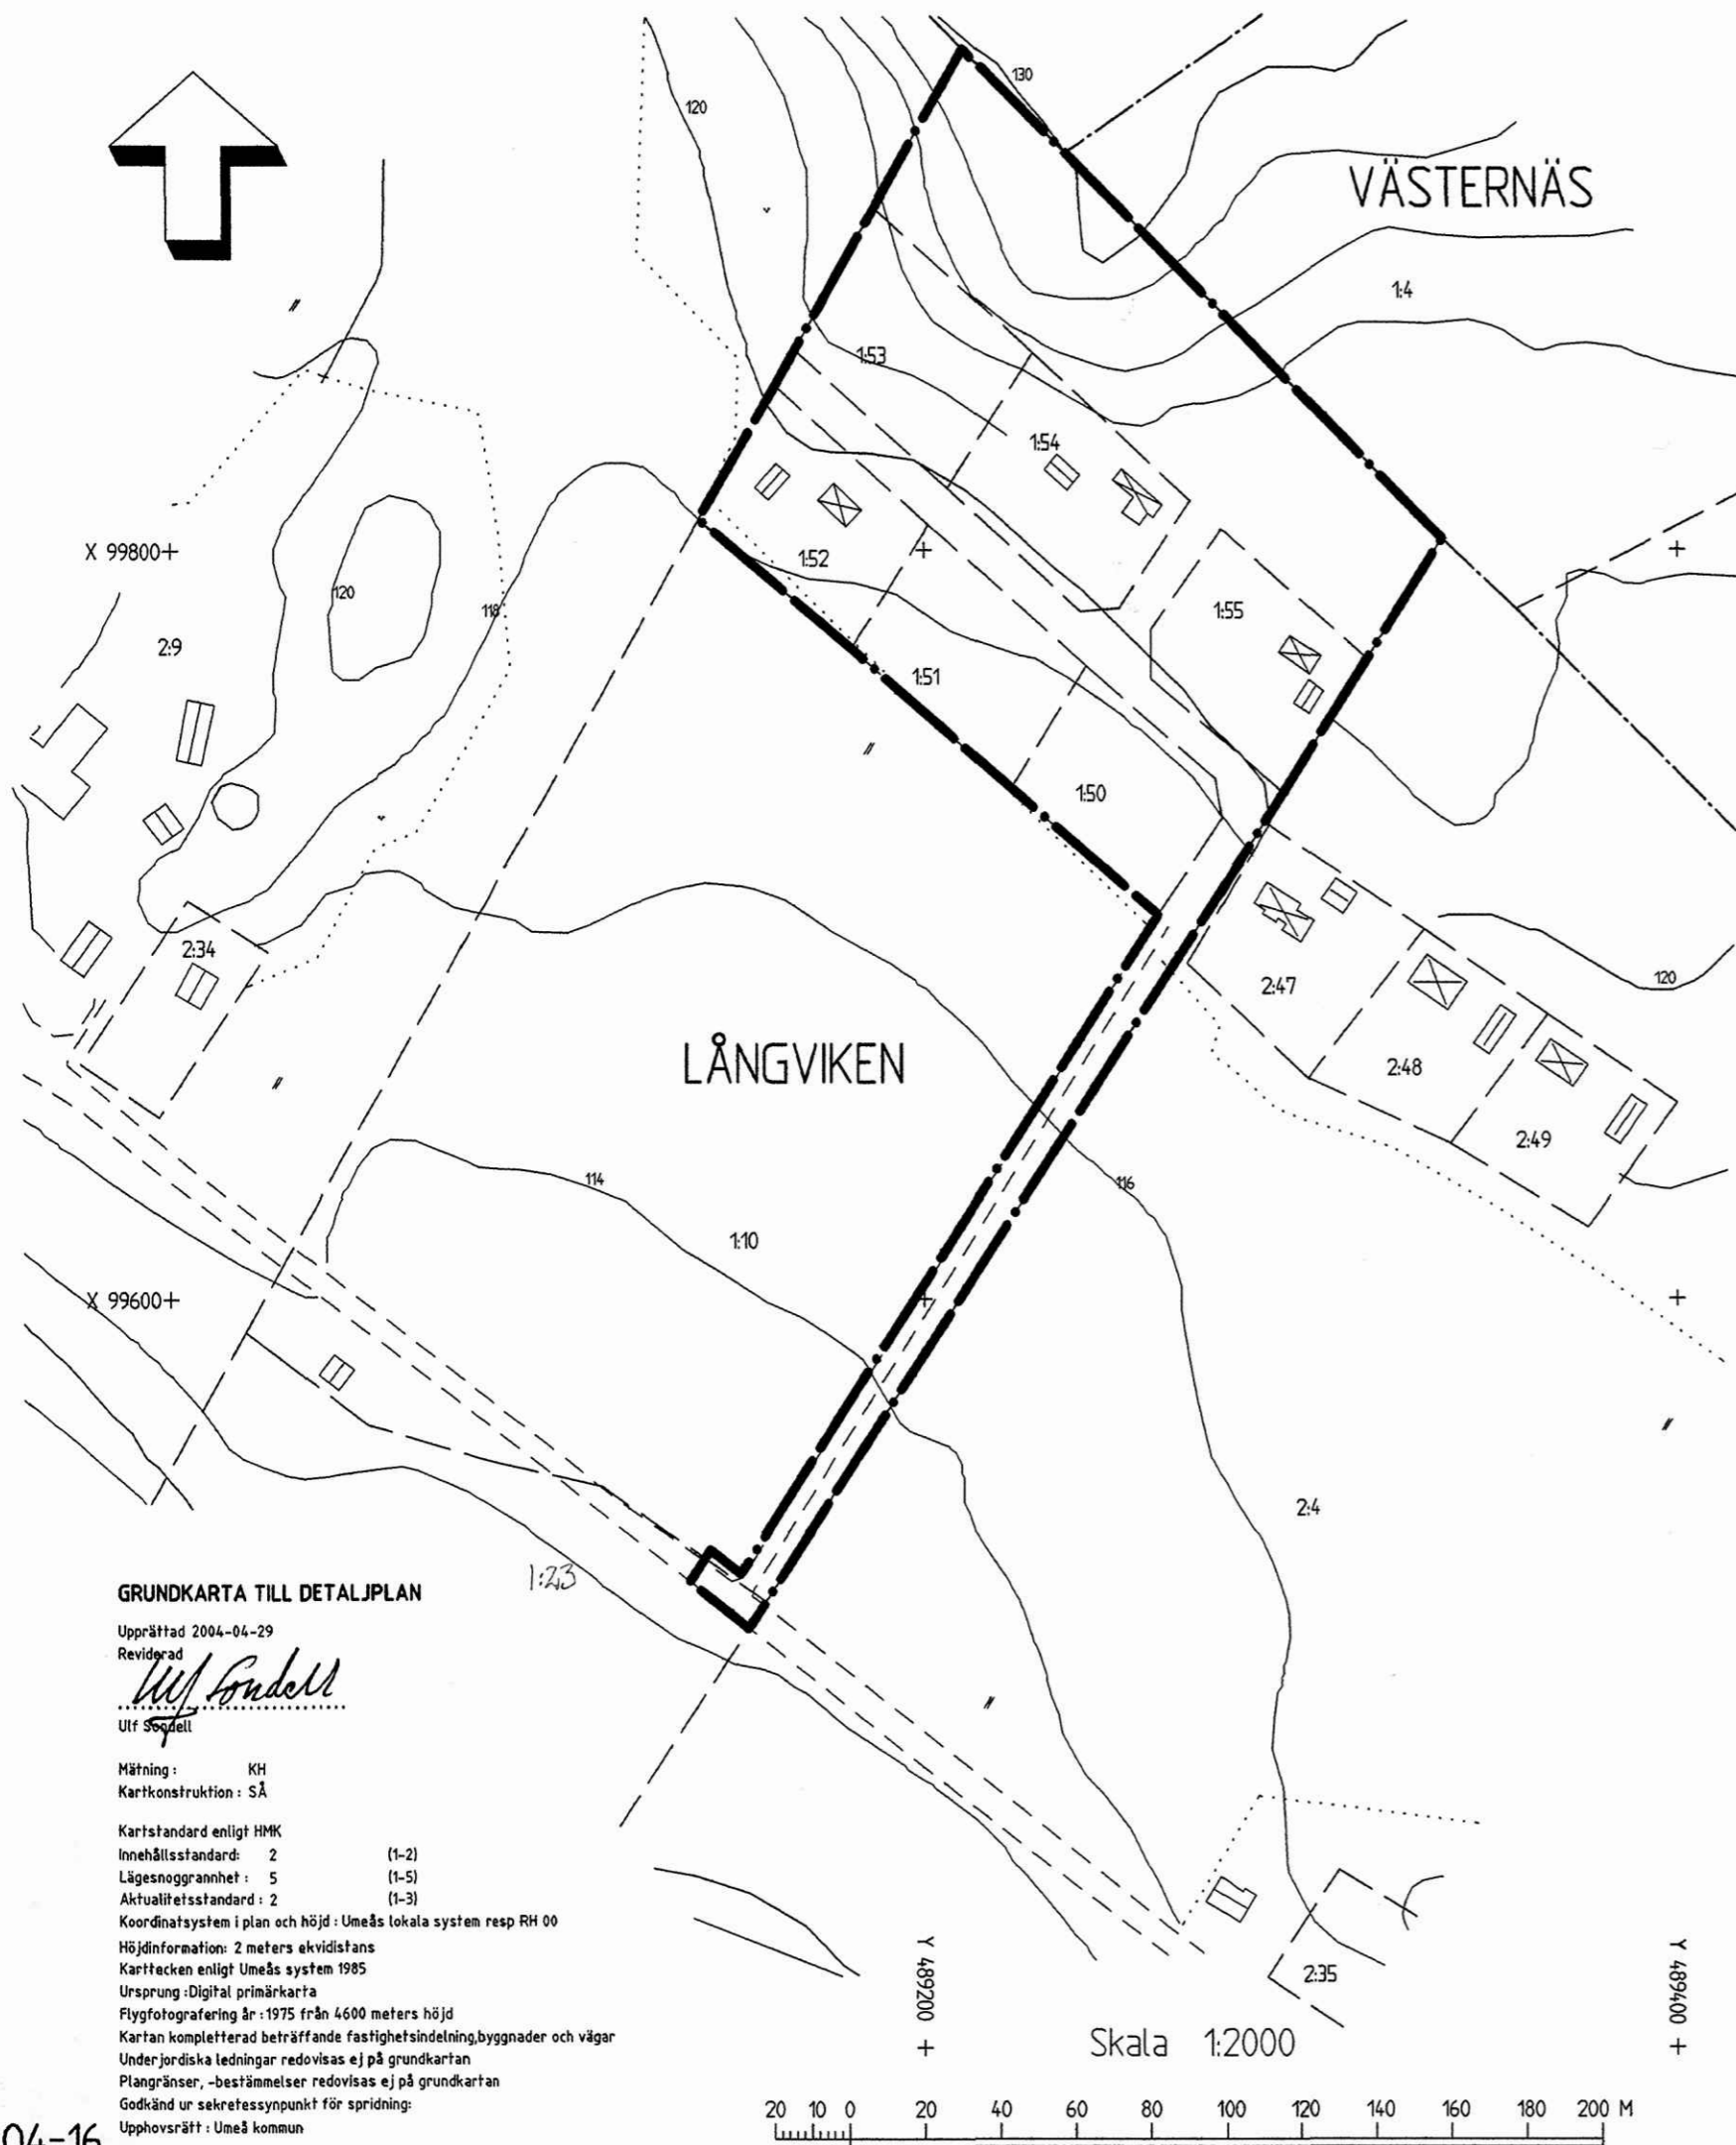 130
120
VÄSTERNÄS
1:4
1:53
1:54
X 99800+
+
+
1:52
120
118
1:55
2:9
1:51
1:50
2:34
2:47
120
LÅNGVIKEN
2:48
2:49
114
116
1:10
X 99600+
+
+
2:4
1:23
GRUNDKARTA TILL DETALJPLAN
Upprättad 2004-04-29
Reviderad
Ulf Sondell
Ulf Sondell
Mätning : KH
Kartkonstruktion : SÅ
Kartstandard enligt HMK
Innehållsstandard: 2 (1-2)
Lägesnoggrannhet : 5 (1-5)
Aktualitetsstandard : 2 (1-3)
Koordinatsystem i plan och höjd : Umeås lokala system resp RH 00
Höjdinformation: 2 meters ekvidistans
Karttecken enligt Umeås system 1985
Ursprung :Digital primärkarta
Flygfotografering år : 1975 från 4600 meters höjd
Kartan kompletterad beträffande fastighetsindelning,byggnader och vägar
Underjordiska ledningar redovisas ej på grundkartan
Plangränser, -bestämmelser redovisas ej på grundkartan
Godkänd ur sekretessynpunkt för spridning:
Upphovsrätt : Umeå kommun
04-16
2:35
Y 489200 +
Y 489400 +
Skala 1:2000
20 10 0 20 40 60 80 100 120 140 160 180 200 M